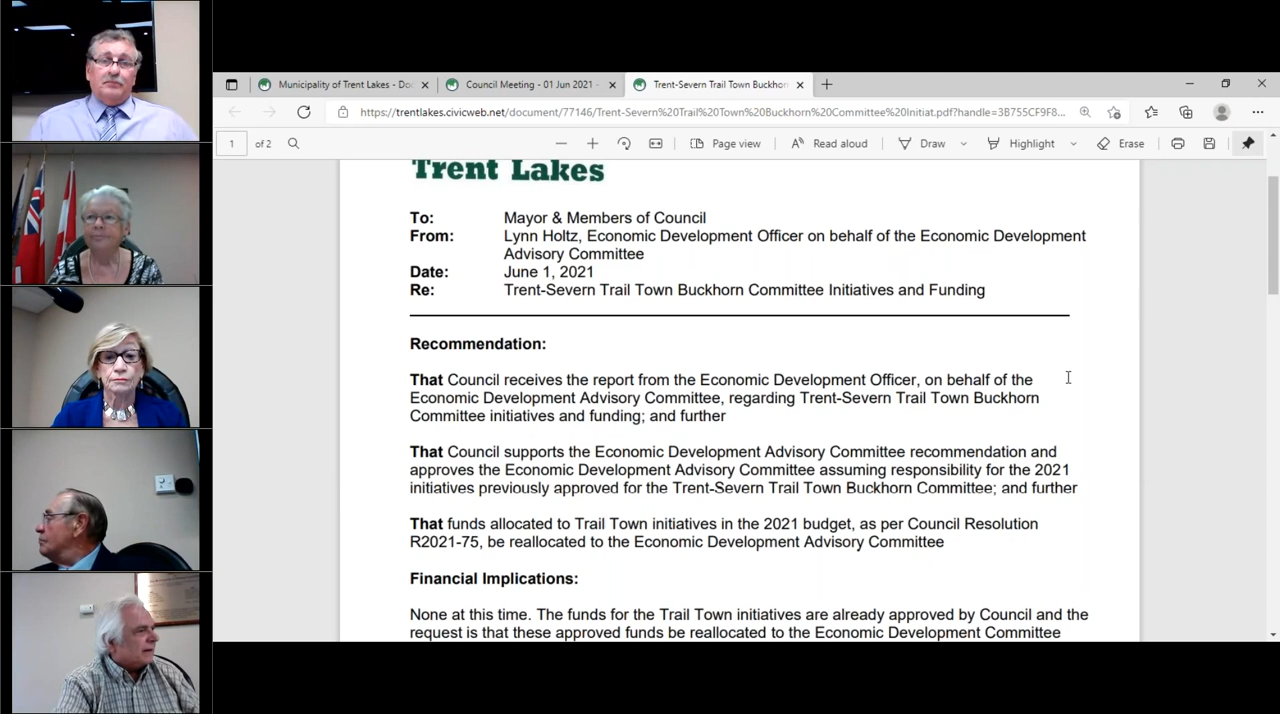 Municipality of Trent Lakes - Doc
Council Meeting - 01 Jun 2021 -
Trent-Severn Trail Town Buckhorn
https://trentlakes.civicweb.net/document/77146/Trent-Severn%20Trail%20Town%20Buckhorn%20Committee%20Initiat.pdf?handle=3B755CF9F8...
1 of 2
Page view
Read aloud
Draw
Highlight
Erase
Trent Lakes
To: Mayor & Members of Council
From: Lynn Holtz, Economic Development Officer on behalf of the Economic Development
Advisory Committee
Date: June 1, 2021
Re: Trent-Severn Trail Town Buckhorn Committee Initiatives and Funding
Recommendation:
That Council receives the report from the Economic Development Officer, on behalf of the
Economic Development Advisory Committee, regarding Trent-Severn Trail Town Buckhorn
Committee initiatives and funding; and further
That Council supports the Economic Development Advisory Committee recommendation and
approves the Economic Development Advisory Committee assuming responsibility for the 2021
initiatives previously approved for the Trent-Severn Trail Town Buckhorn Committee; and further
That funds allocated to Trail Town initiatives in the 2021 budget, as per Council Resolution
R2021-75, be reallocated to the Economic Development Advisory Committee
Financial Implications:
None at this time. The funds for the Trail Town initiatives are already approved by Council and the
request is that these approved funds be reallocated to the Economic Development Committee